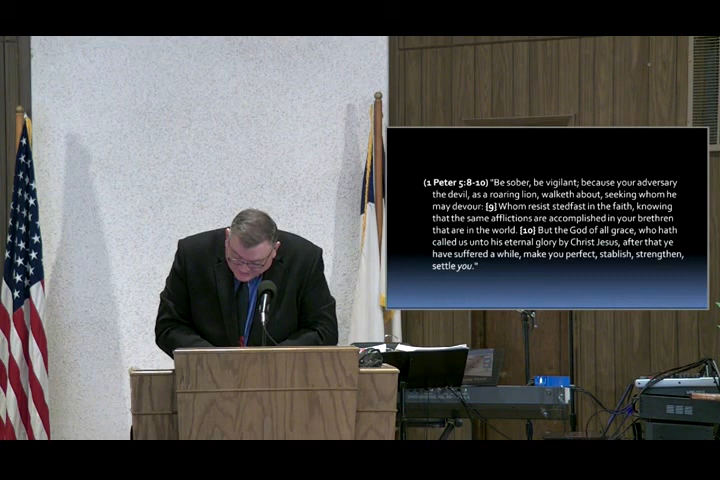 (1 Peter 5:8-10) "Be sober, be vigilant; because your adversary
the devil, as a roaring lion, walketh about, seeking whom he
may devour: [9] Whom resist stedfast in the faith, knowing
that the same afflictions are accomplished in your brethren
that are in the world. [10] But the God of all grace, who hath
called us unto his eternal glory by Christ Jesus, after that ye
have suffered a while, make you perfect, stablish, strengthen,
settle you."